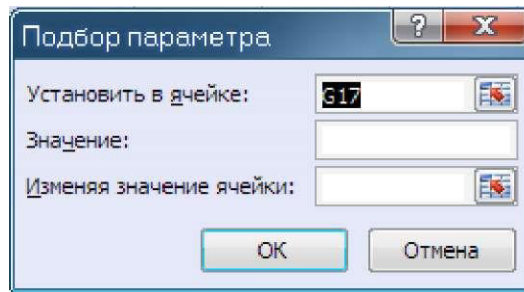 Подбор параметра
Установить в ячейке: G17
Значение:
Изменяя значение ячейки:
ОК Отмена